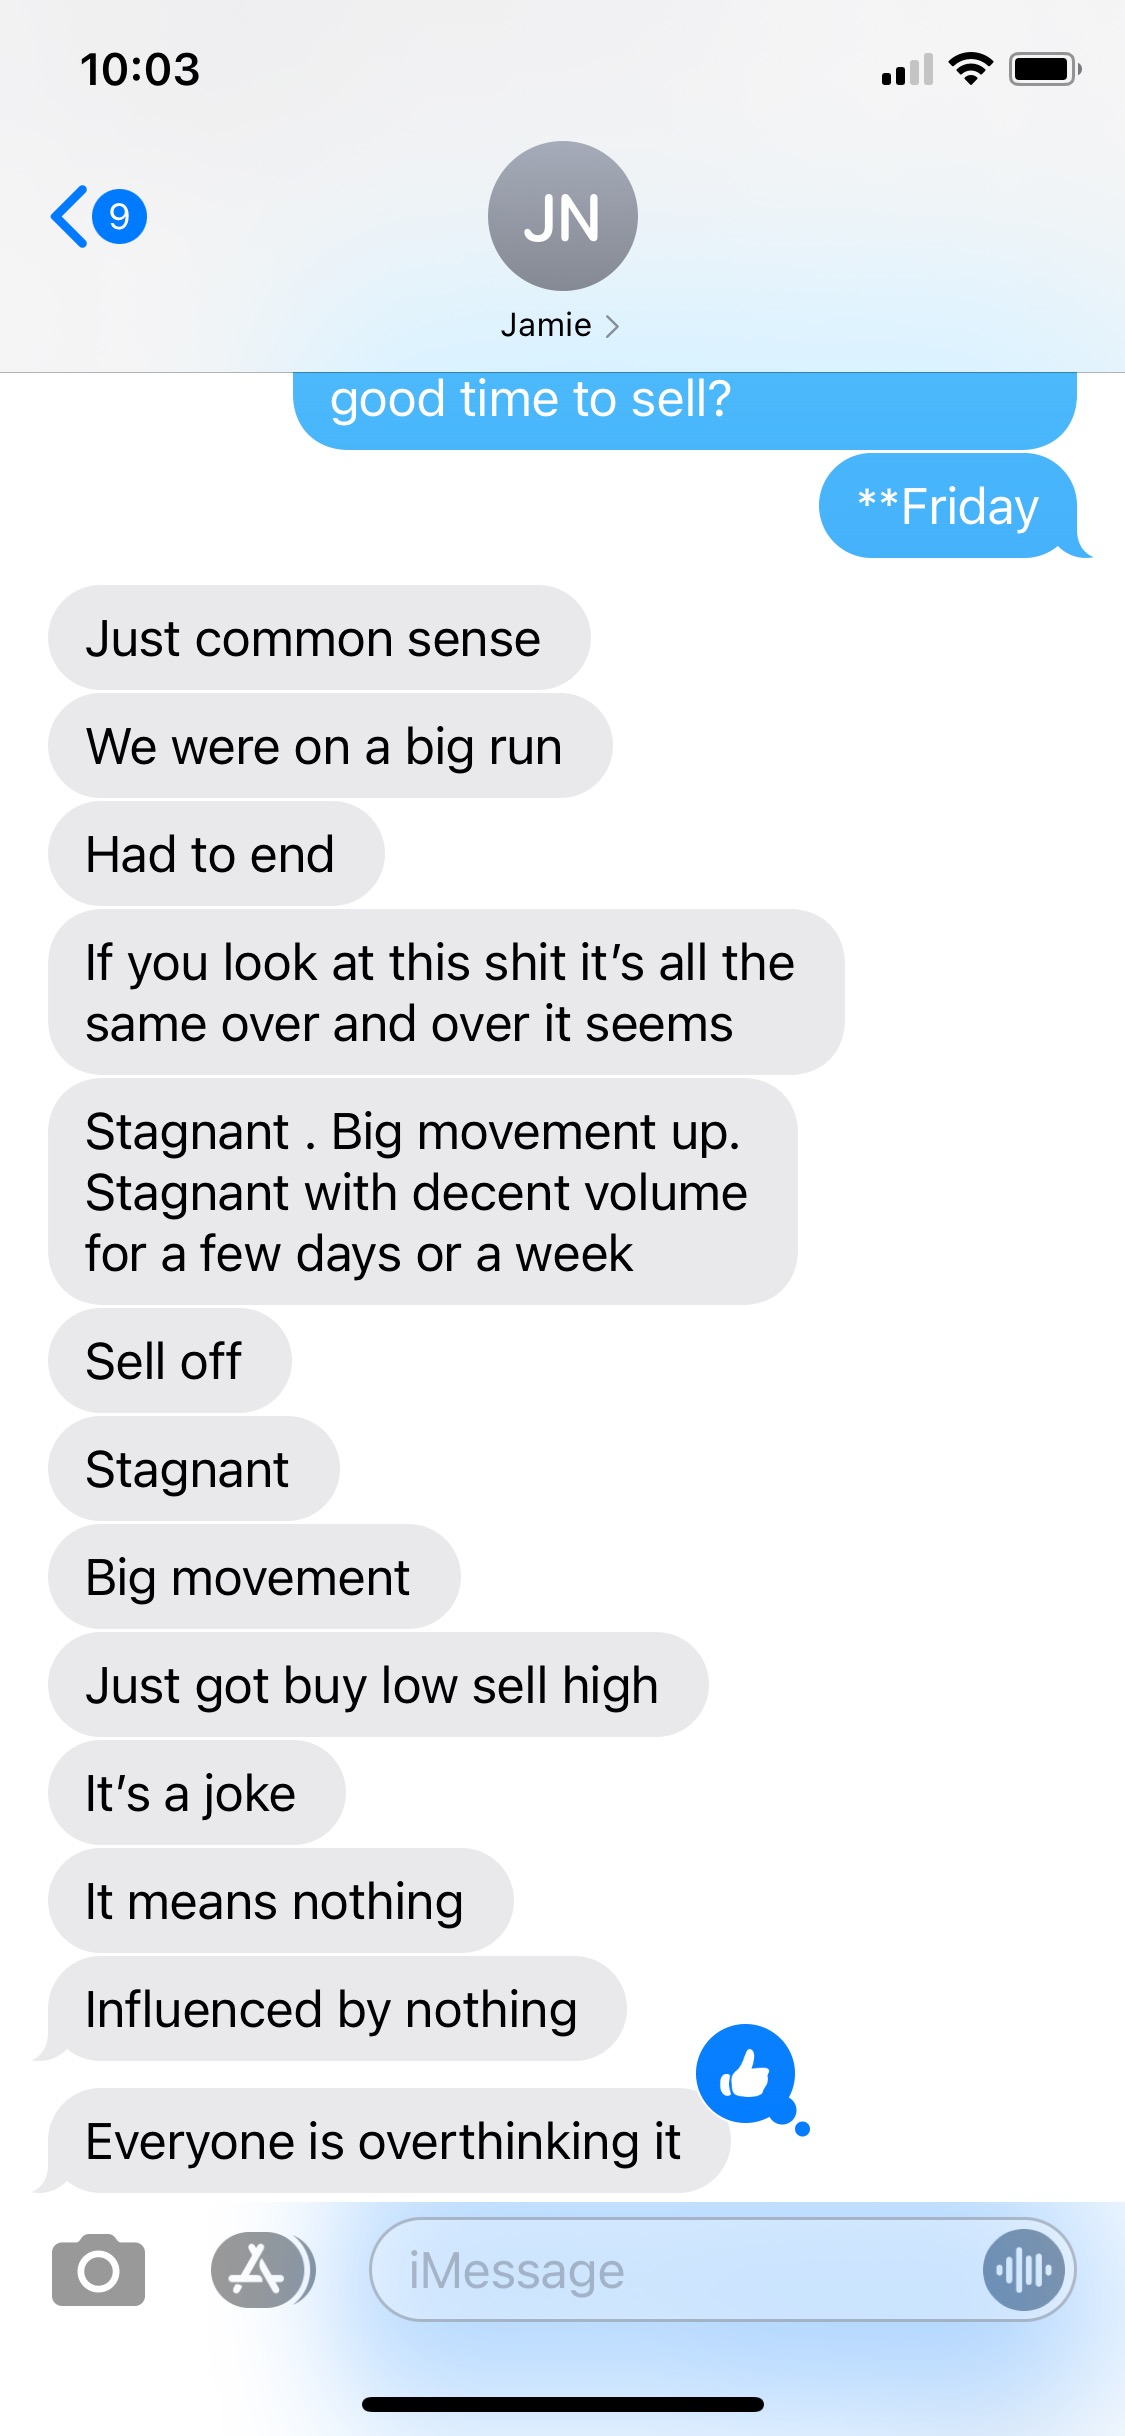 10:03
9
JN
Jamie
good time to sell?
**Friday
Just common sense
We were on a big run
Had to end
If you look at this shit it’s all the
same over and over it seems
Stagnant . Big movement up.
Stagnant with decent volume
for a few days or a week
Sell off
Stagnant
Big movement
Just got buy low sell high
It’s a joke
It means nothing
Influenced by nothing
Everyone is overthinking it
iMessage